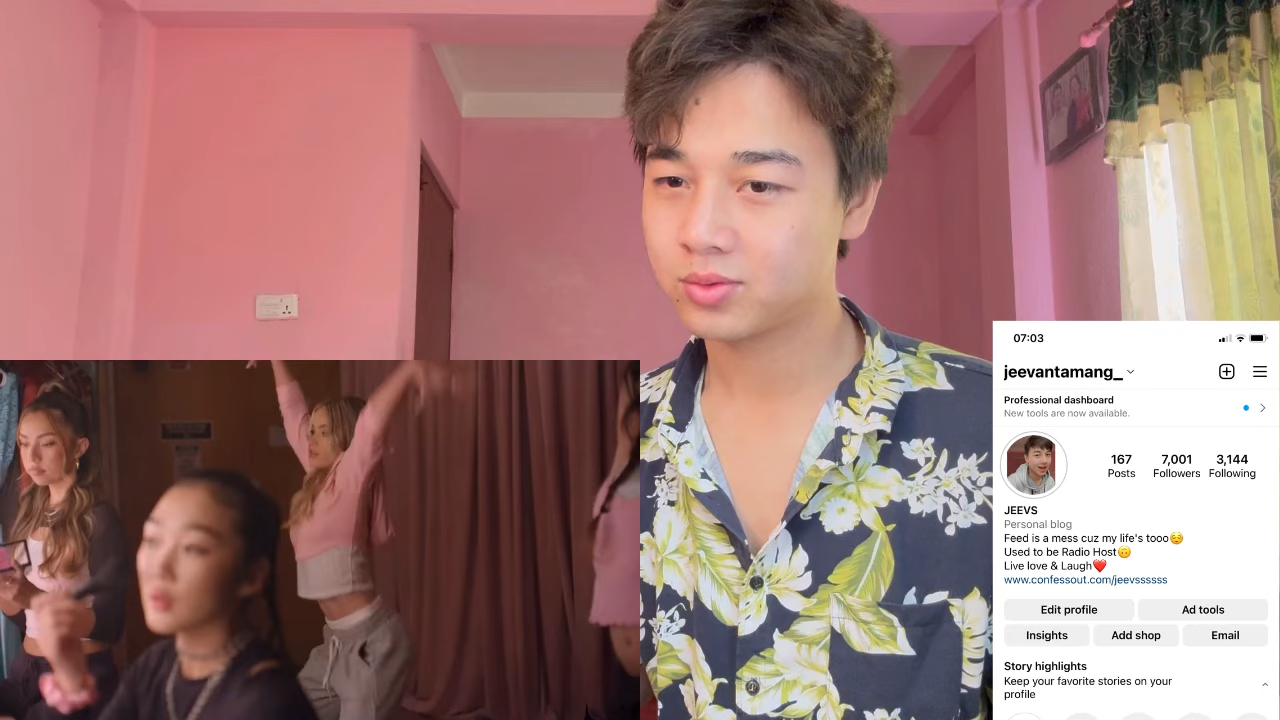 07:03
jeevantamang_
Professional dashboard
New tools are now available.
167 7,001 3,144
Posts Followers Following
JEEVS
Personal blog
Feed is a mess cuz my life's tooo😌
Used to be Radio Host🙃
Live love & Laugh❤️
www.confessout.com/jeevssssss
Edit profile Ad tools
Insights Add shop Email
Story highlights
Keep your favorite stories on your
profile